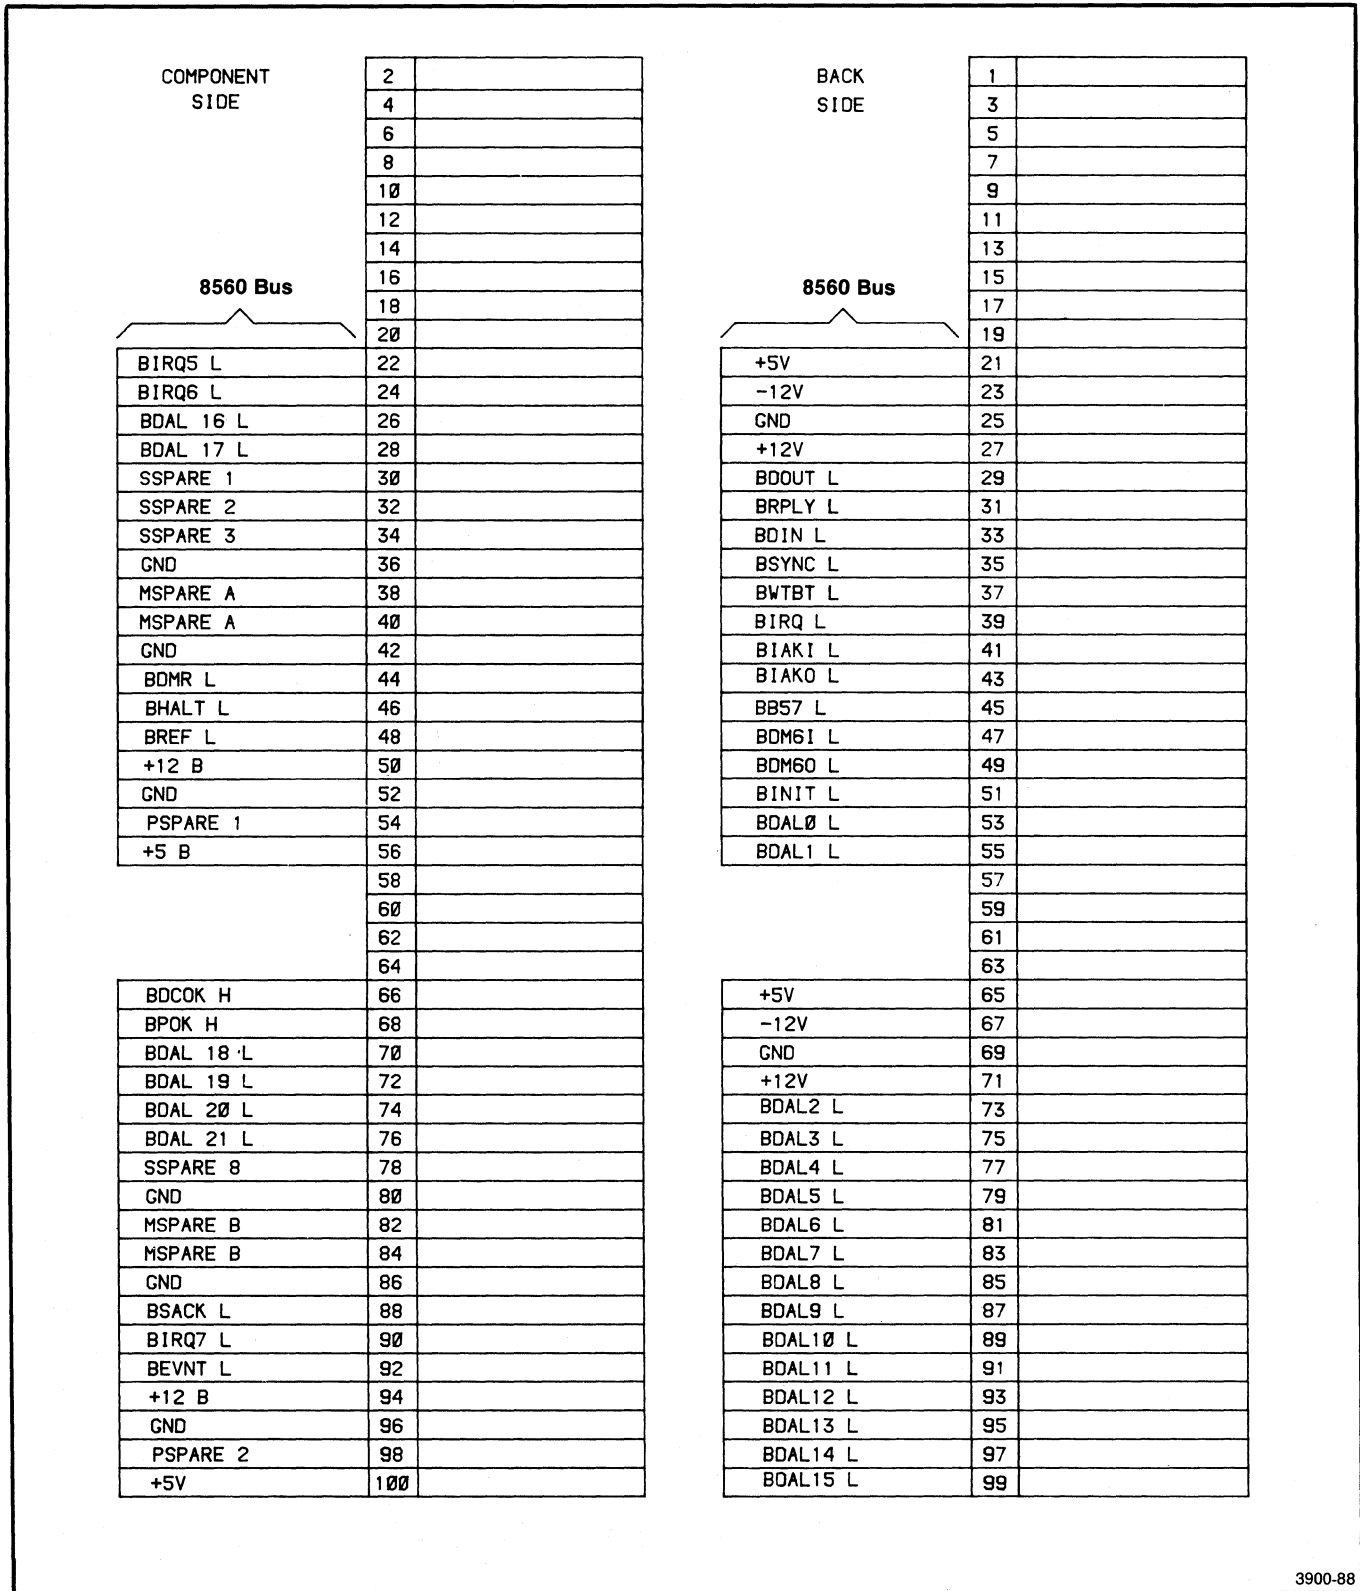 COMPONENT
SIDE
2
4
6
8
10
12
14
16
18
20
8560 Bus
BIRQ5 L 22
BIRQ6 L 24
BDAL 16 L 26
BDAL 17 L 28
SSPARE 1 30
SSPARE 2 32
SSPARE 3 34
GND 36
MSPARE A 38
MSPARE A 40
GND 42
BDMR L 44
BHALT L 46
BREF L 48
+12 B 50
GND 52
PSPARE 1 54
+5 B 56
58
60
62
64
BDCOK H 66
BPOK H 68
BDAL 18 L 70
BDAL 19 L 72
BDAL 20 L 74
BDAL 21 L 76
SSPARE 8 78
GND 80
MSPARE B 82
MSPARE B 84
GND 86
BSACK L 88
BIRQ7 L 90
BEVNT L 92
+12 B 94
GND 96
PSPARE 2 98
+5V 100
BACK
SIDE
1
3
5
7
9
11
13
15
17
19
8560 Bus
+5V 21
-12V 23
GND 25
+12V 27
BDOUT L 29
BRPLY L 31
BDIN L 33
BSYNC L 35
BWTBT L 37
BIRQ L 39
BIAKI L 41
BIAKO L 43
BB57 L 45
BDM6I L 47
BDM6O L 49
BINIT L 51
BDAL0 L 53
BDAL1 L 55
57
59
61
63
+5V 65
-12V 67
GND 69
+12V 71
BDAL2 L 73
BDAL3 L 75
BDAL4 L 77
BDAL5 L 79
BDAL6 L 81
BDAL7 L 83
BDAL8 L 85
BDAL9 L 87
BDAL10 L 89
BDAL11 L 91
BDAL12 L 93
BDAL13 L 95
BDAL14 L 97
BDAL15 L 99
3900-88